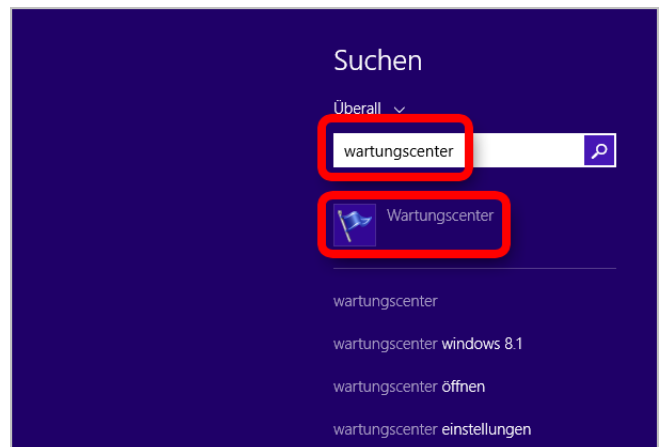 Suchen
Überall
wartungscenter
Wartungscenter
wartungscenter
wartungscenter windows 8.1
wartungscenter öffnen
wartungscenter einstellungen